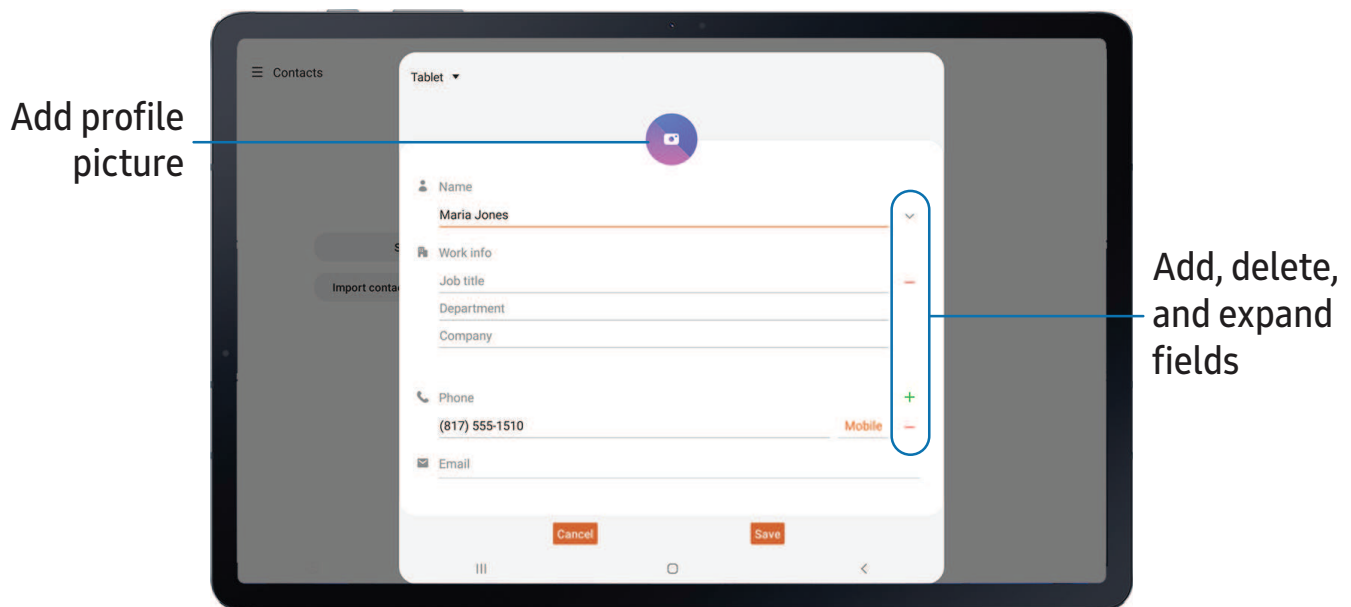 Contacts
Tablet
Add profile
picture
Name
Maria Jones
Work info
Job title
Import conta
Department
Company
Add, delete,
and expand
fields
Phone
(817) 555-1510 Mobile
Email
Cancel Save